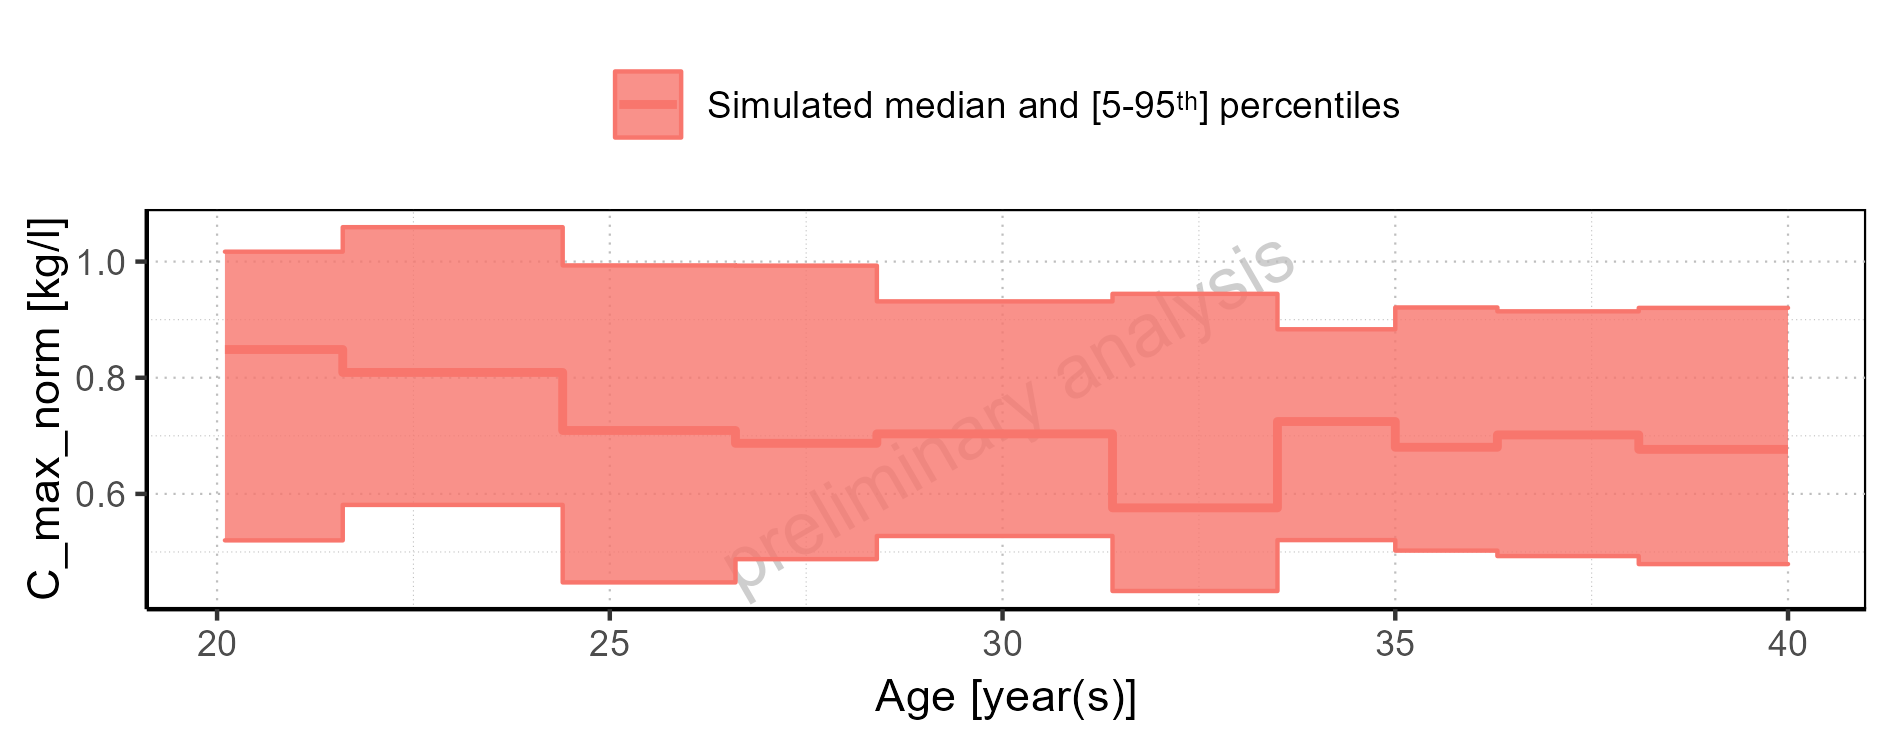 Simulated median and [5-95th] percentiles
C_max_norm [kg/l]
1.0
0.8
0.6
preliminary analysis
20 25 30 35 40
Age [year(s)]